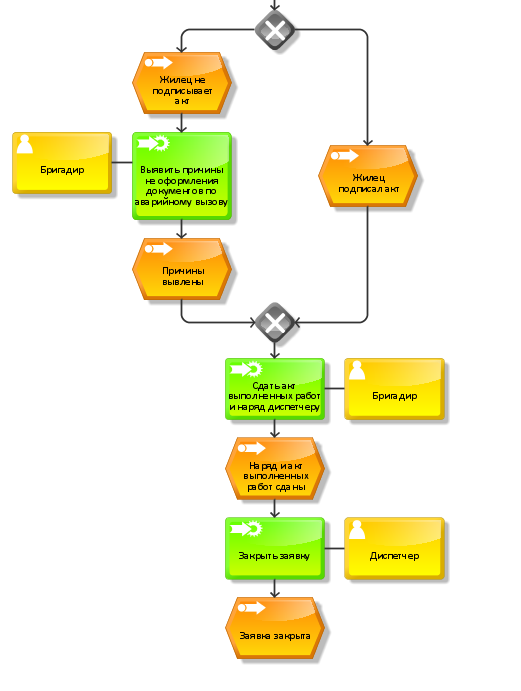 Жилец не
подписывает
акт
Бригадир
Выявить причины
не оформления
документов по
аварийному вызову
Жилец
подписал акт
Причины
вывлены
Сдать акт
выполненных работ
и наряд диспетчеру
Бригадир
Наряд и акт
выполненных
работ сданы
Закрыть заявку
Диспетчер
Заявка закрыта